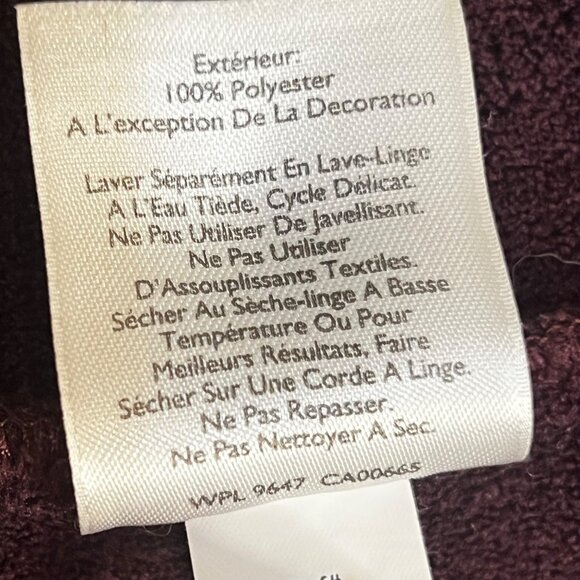 Extérieur:
100% Polyester
A L'exception De La Decoration
Laver Séparément En Lave-Linge
A L'Eau Tiède, Cycle Délicat.
Ne Pas Utiliser De Javellisant.
Ne Pas Utiliser
D'Assouplissants Textiles.
Sécher Au Sèche-linge A Basse
Température Ou Pour
Meilleurs Résultats, Faire
Sécher Sur Une Corde A Linge.
Ne Pas Repasser.
Ne Pas Nettoyer A Sec.
WPL 9647 CA00665